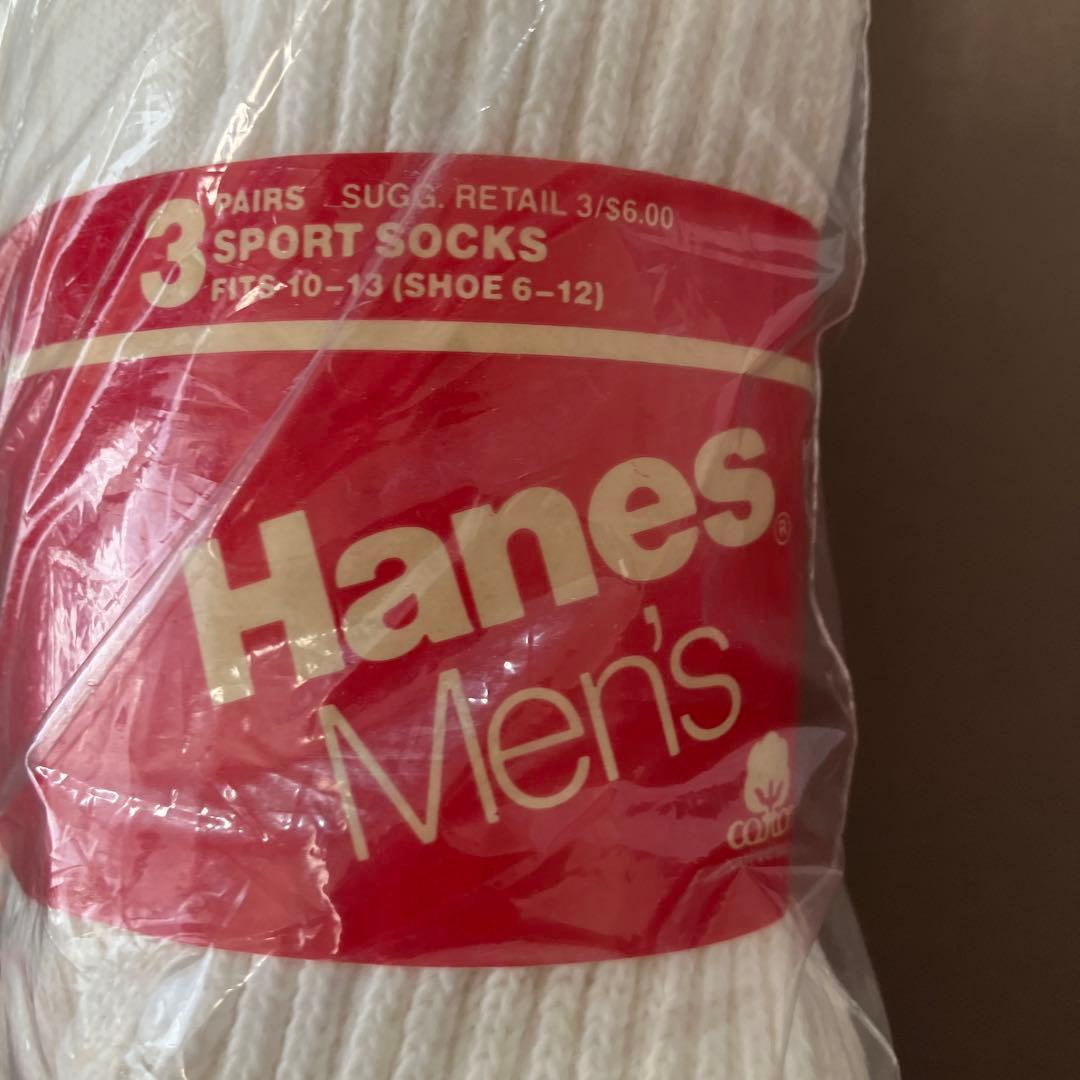 3 PAIRS SUGG. RETAIL 3/$6.00
SPORT SOCKS
FITS 10–13 (SHOE 6–12)
Hanes®
Men's